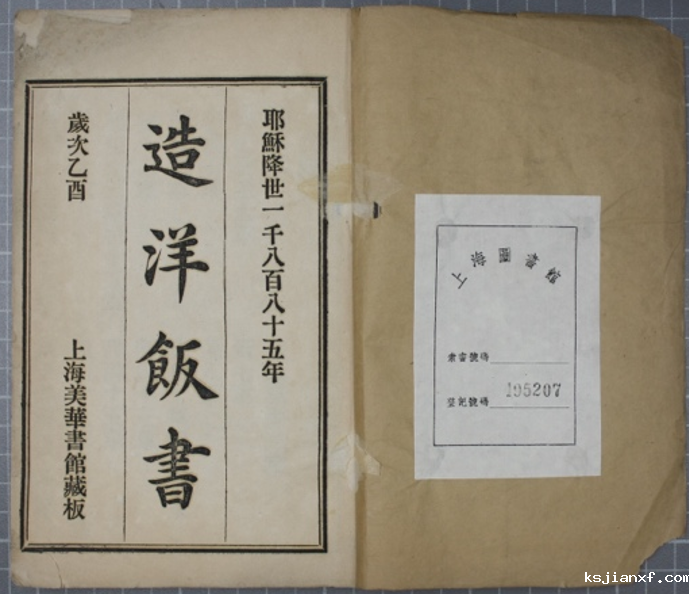 耶穌降世一千八百八十五年
造洋飯書
歲次乙酉
上海美華書館藏板
上海圖書館
索書號碼
登記號碼 195207
www.ksjianxf.com